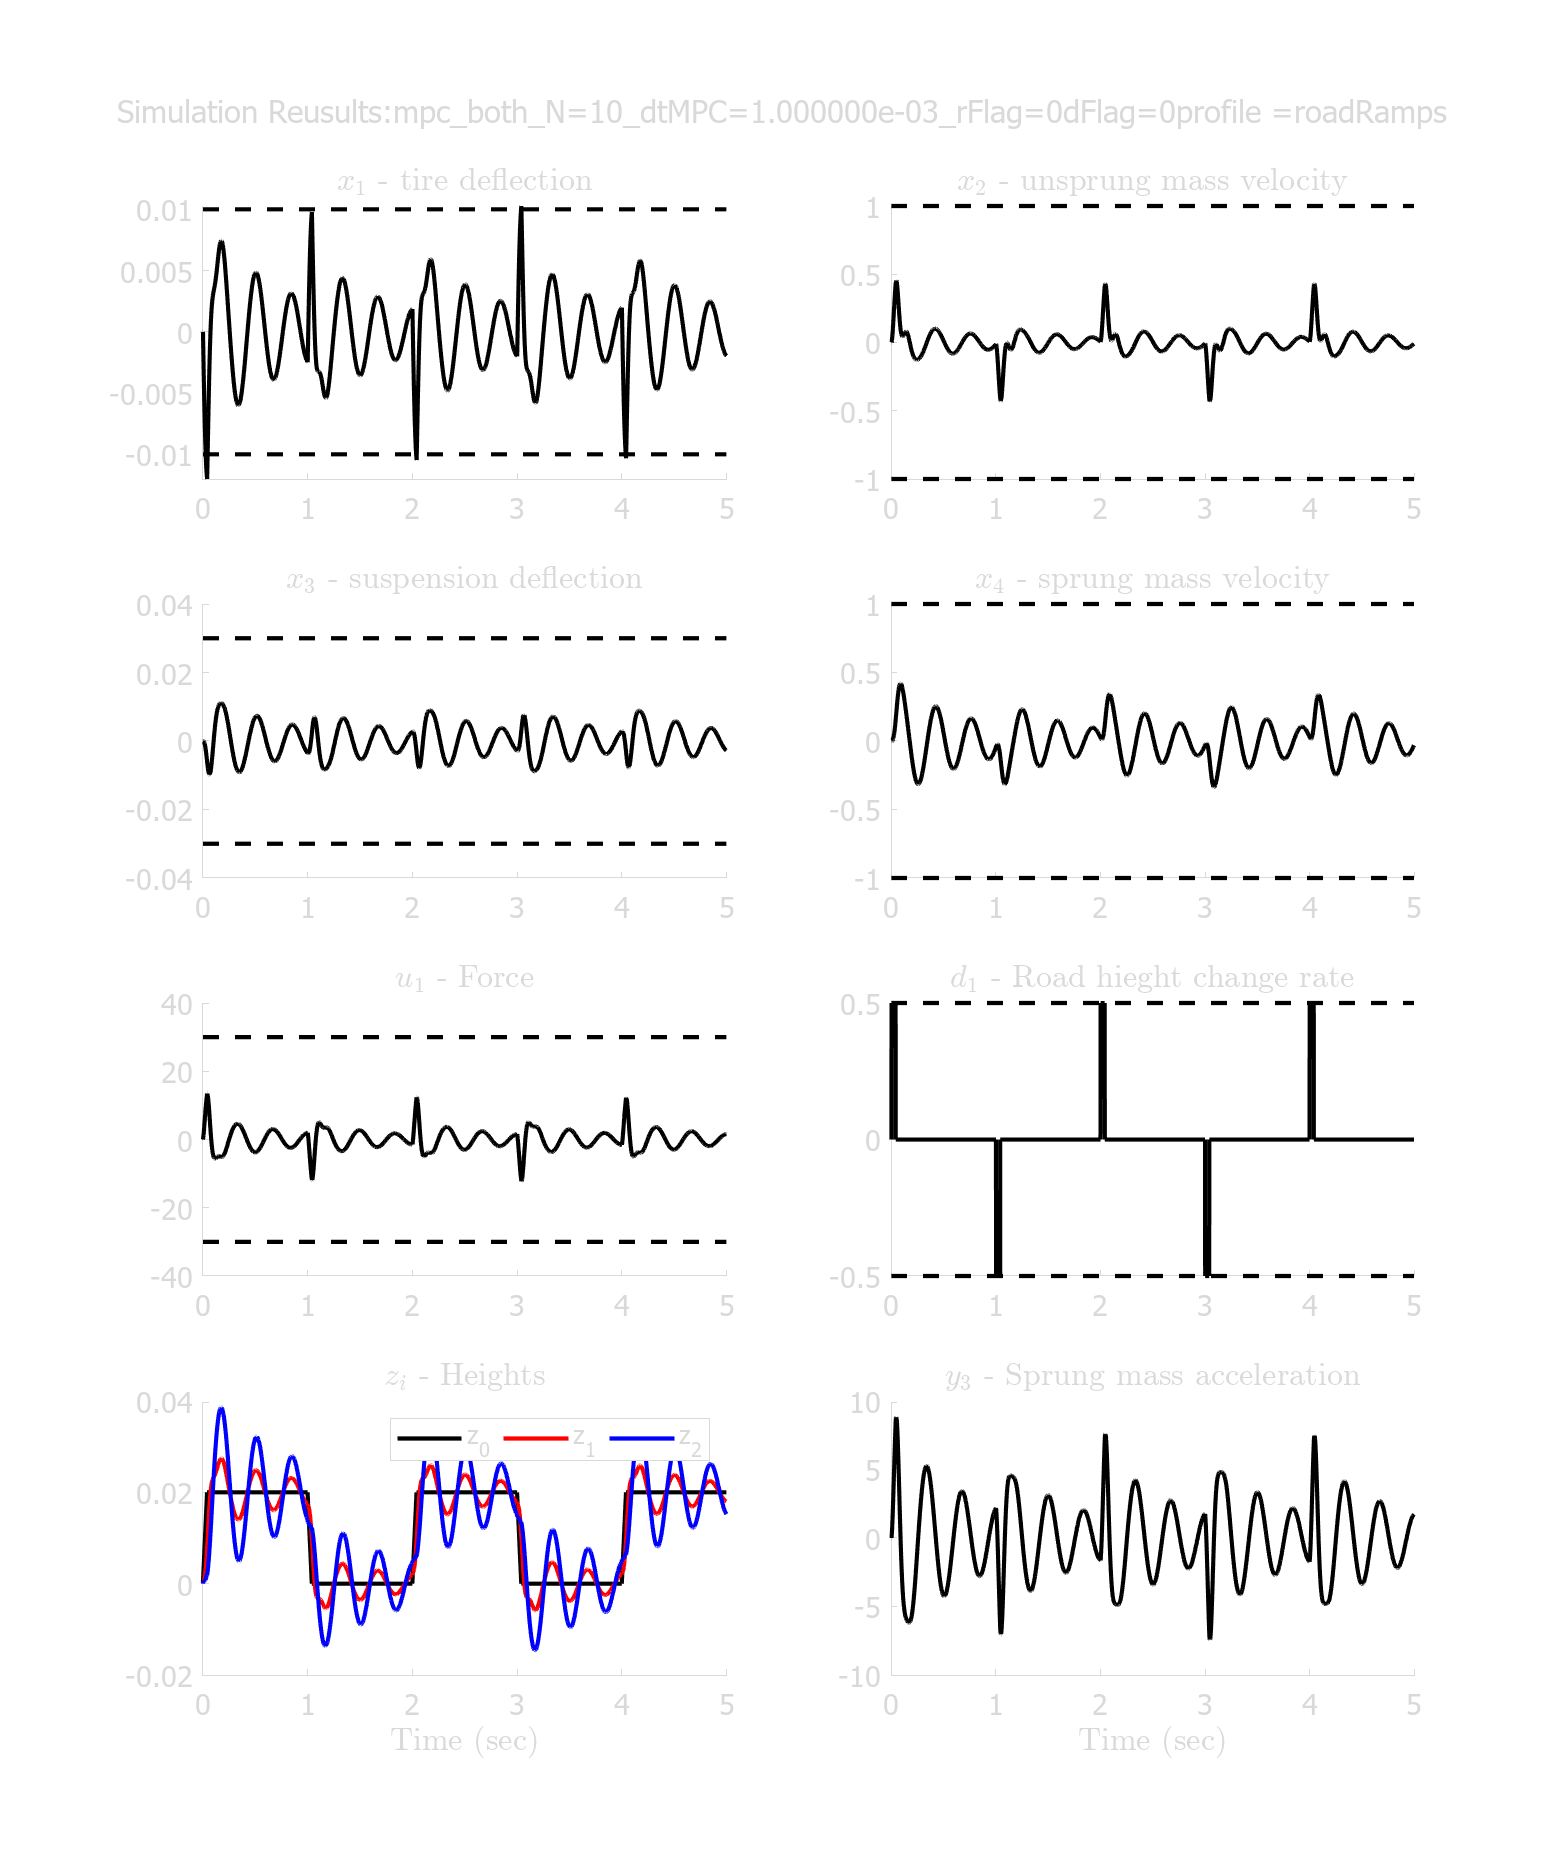 Simulation Reusults:mpc_both_N=10_dtMPC=1.000000e-03_rFlag=0dFlag=0profile =roadRamps
x1 - tire deflection
0.01
0.005
0
-0.005
-0.01
0 1 2 3 4 5
x2 - unsprung mass velocity
1
0.5
0
-0.5
-1
0 1 2 3 4 5
x3 - suspension deflection
0.04
0.02
0
-0.02
-0.04
0 1 2 3 4 5
x4 - sprung mass velocity
1
0.5
0
-0.5
-1
0 1 2 3 4 5
u1 - Force
40
20
0
-20
-40
0 1 2 3 4 5
d1 - Road hieght change rate
0.5
0
-0.5
0 1 2 3 4 5
zi - Heights
z0 z1 z2
0.04
0.02
0
-0.02
0 1 2 3 4 5
Time (sec)
y3 - Sprung mass acceleration
10
5
0
-5
-10
0 1 2 3 4 5
Time (sec)